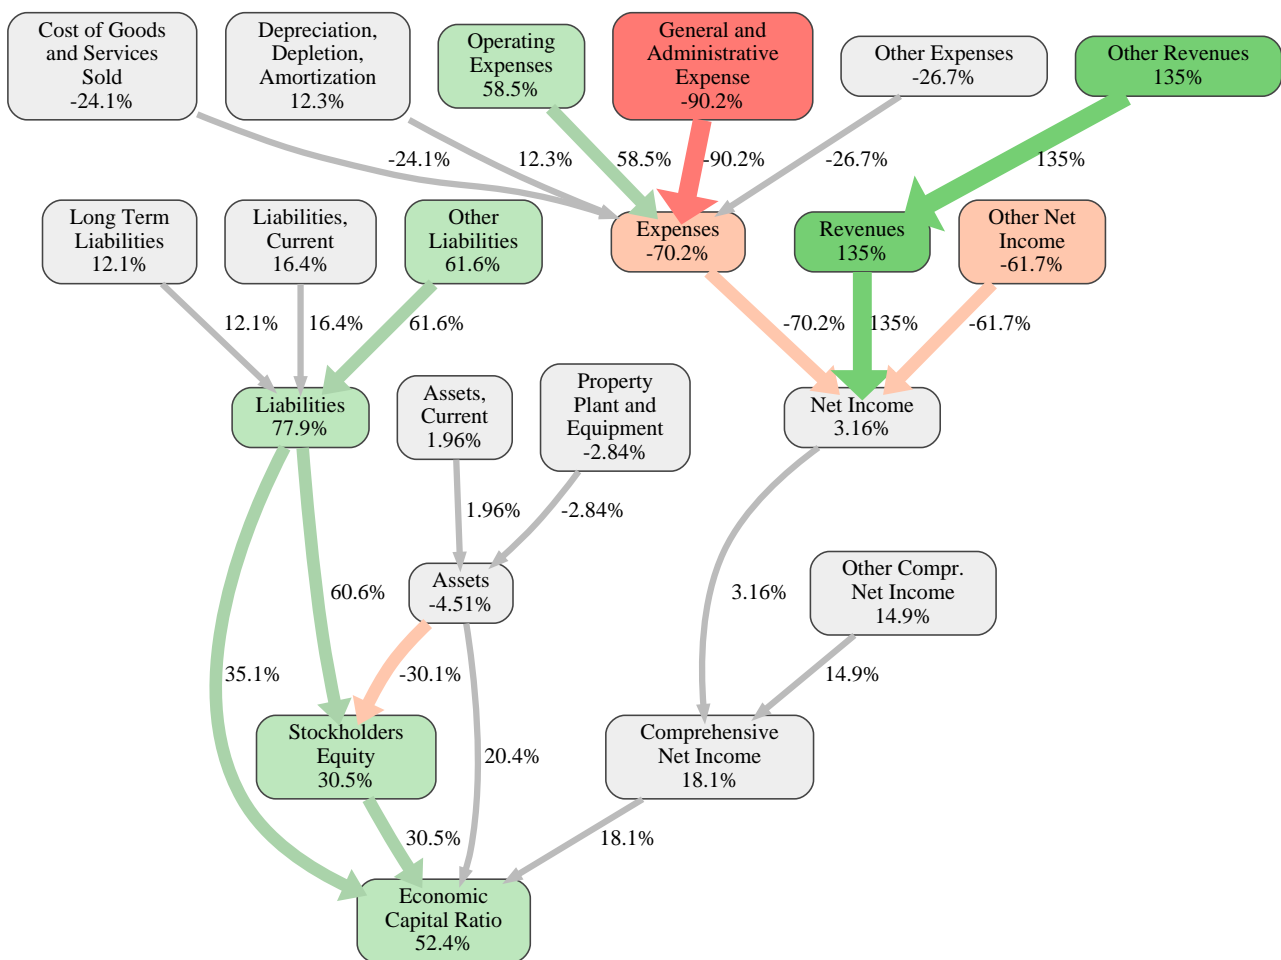 Cost of Goods
and Services
Sold
-24.1%
Depreciation,
Depletion,
Amortization
12.3%
Operating
Expenses
58.5%
General and
Administrative
Expense
-90.2%
Other Expenses
-26.7%
Other Revenues
135%
-24.1%
12.3%
58.5%
-90.2%
-26.7%
135%
Long Term
Liabilities
12.1%
Liabilities,
Current
16.4%
Other
Liabilities
61.6%
Expenses
-70.2%
Revenues
135%
Other Net
Income
-61.7%
12.1%
16.4%
61.6%
-70.2%
135%
-61.7%
Liabilities
77.9%
Assets,
Current
1.96%
Property
Plant and
Equipment
-2.84%
Net Income
3.16%
1.96%
-2.84%
Assets
-4.51%
60.6%
3.16%
Other Compr.
Net Income
14.9%
35.1%
-30.1%
14.9%
Stockholders
Equity
30.5%
20.4%
Comprehensive
Net Income
18.1%
30.5%
18.1%
Economic
Capital Ratio
52.4%